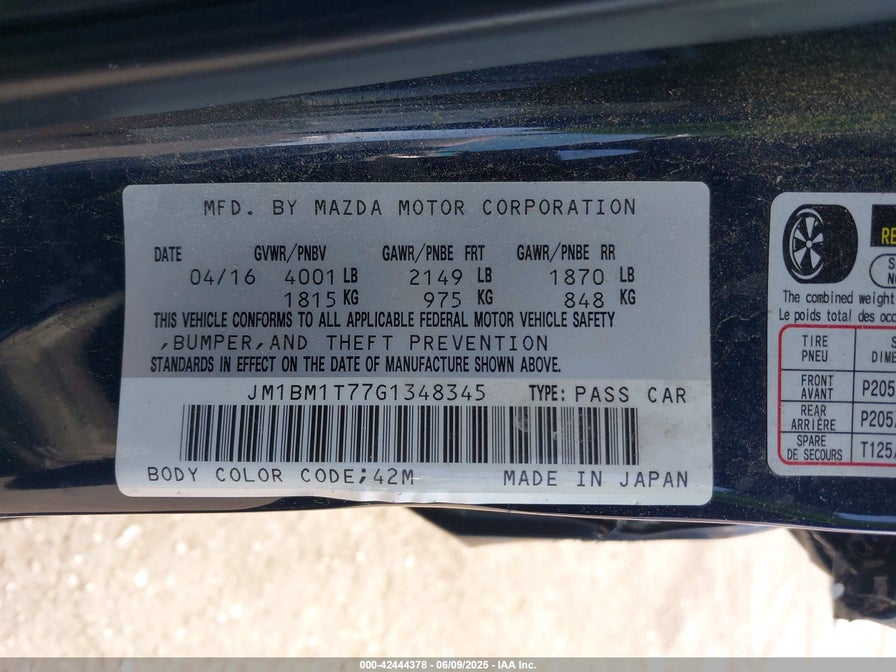 MFD. BY MAZDA MOTOR CORPORATION
DATE GVWR/PNBV GAWR/PNBE FRT GAWR/PNBE RR
04/16 4001 LB 2149 LB 1870 LB
1815 KG 975 KG 848 KG
THIS VEHICLE CONFORMS TO ALL APPLICABLE FEDERAL MOTOR VEHICLE SAFETY
,BUMPER,AND THEFT PREVENTION
STANDARDS IN EFFECT ON THE DATE OF MANUFACTURE SHOWN ABOVE.
JM1BM1T77G1348345 TYPE: PASS CAR
BODY COLOR CODE;42M MADE IN JAPAN
The combined weight
Le poids total des occ
TIRE
PNEU
FRONT
AVANT
P205
REAR
ARRIÈRE
P205/
SPARE
DE SECOURS
T125/
000-42444378 - 06/09/2025 - IAA Inc.